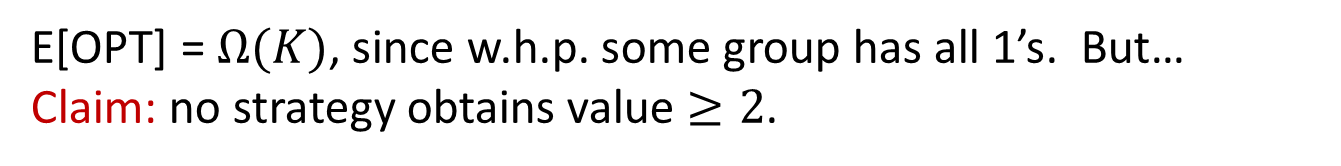 E[OPT] = Ω(𝐾), since w.h.p. some group has all 1’s. But…
Claim: no strategy obtains value ≥ 2.